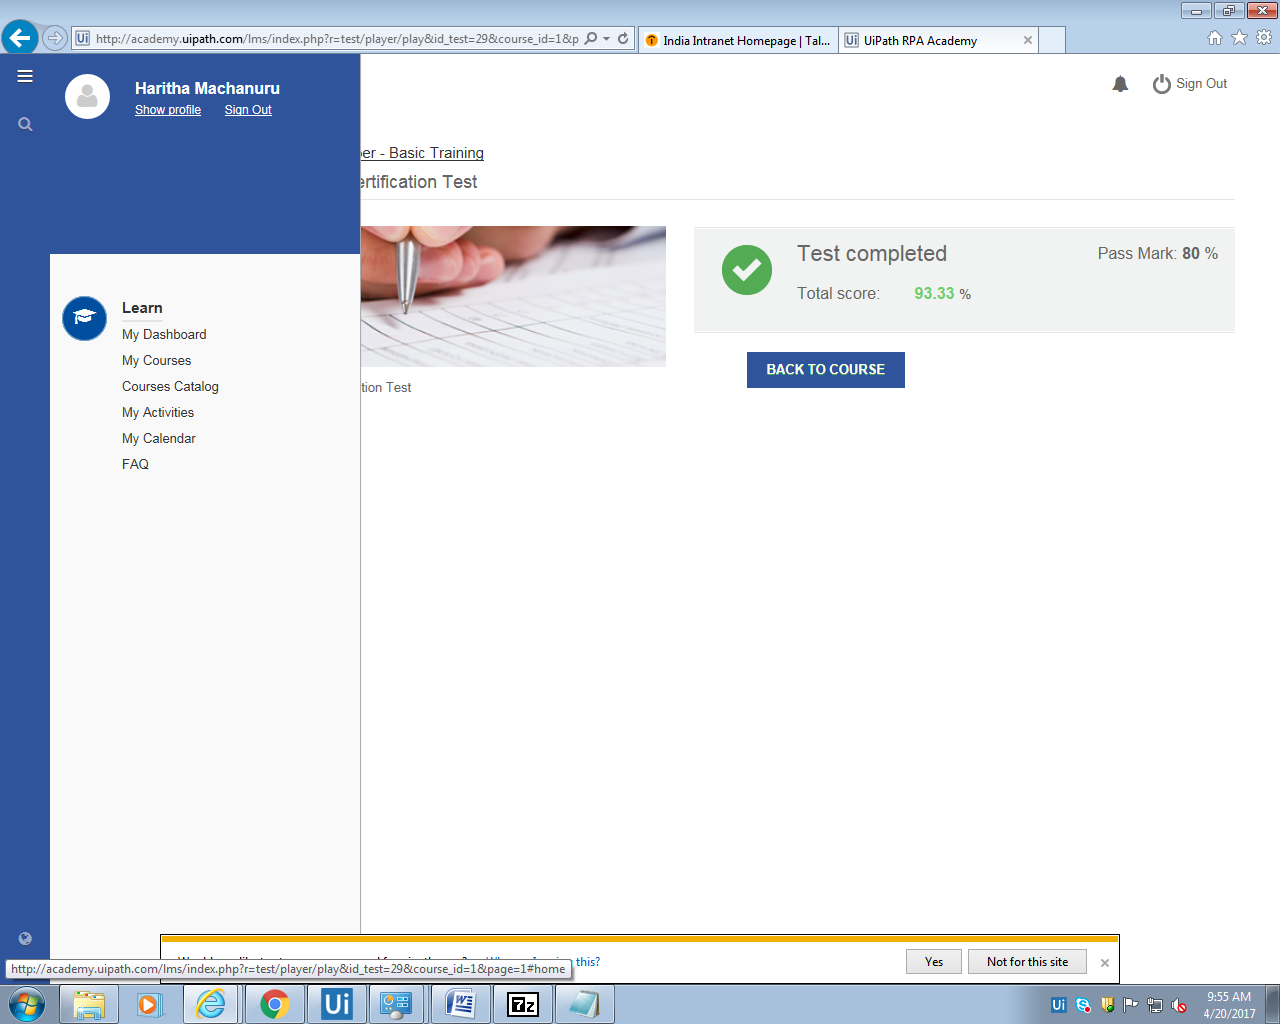 http://academy.uipath.com/lms/index.php?r=test/player/play&id_test=29&course_id=1&p
India Intranet Homepage | Tal...
UiPath RPA Academy
Haritha Machanuru
Show profile Sign Out
Sign Out
er - Basic Training
ertification Test
Test completed
Pass Mark: 80 %
Total score: 93.33 %
BACK TO COURSE
tion Test
Learn
My Dashboard
My Courses
Courses Catalog
My Activities
My Calendar
FAQ
this?
Yes
Not for this site
http://academy.uipath.com/lms/index.php?r=test/player/play&id_test=29&course_id=1&page=1#home
Ui
7z
Ui
9:55 AM
4/20/2017